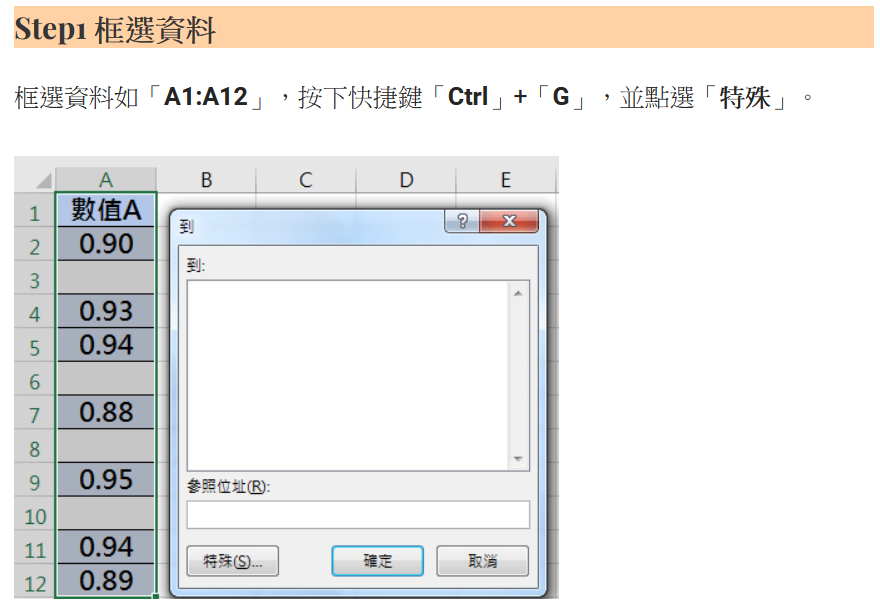 Step1 框選資料
框選資料如「A1:A12」，按下快捷鍵「Ctrl」+「G」，並點選「特殊」。
A B C D E
1 數值A
2 0.90
3
4 0.93
5 0.94
6
7 0.88
8
9 0.95
10
11 0.94
12 0.89
到
?
到:
參照位址(R):
特殊(S)... 確定 取消